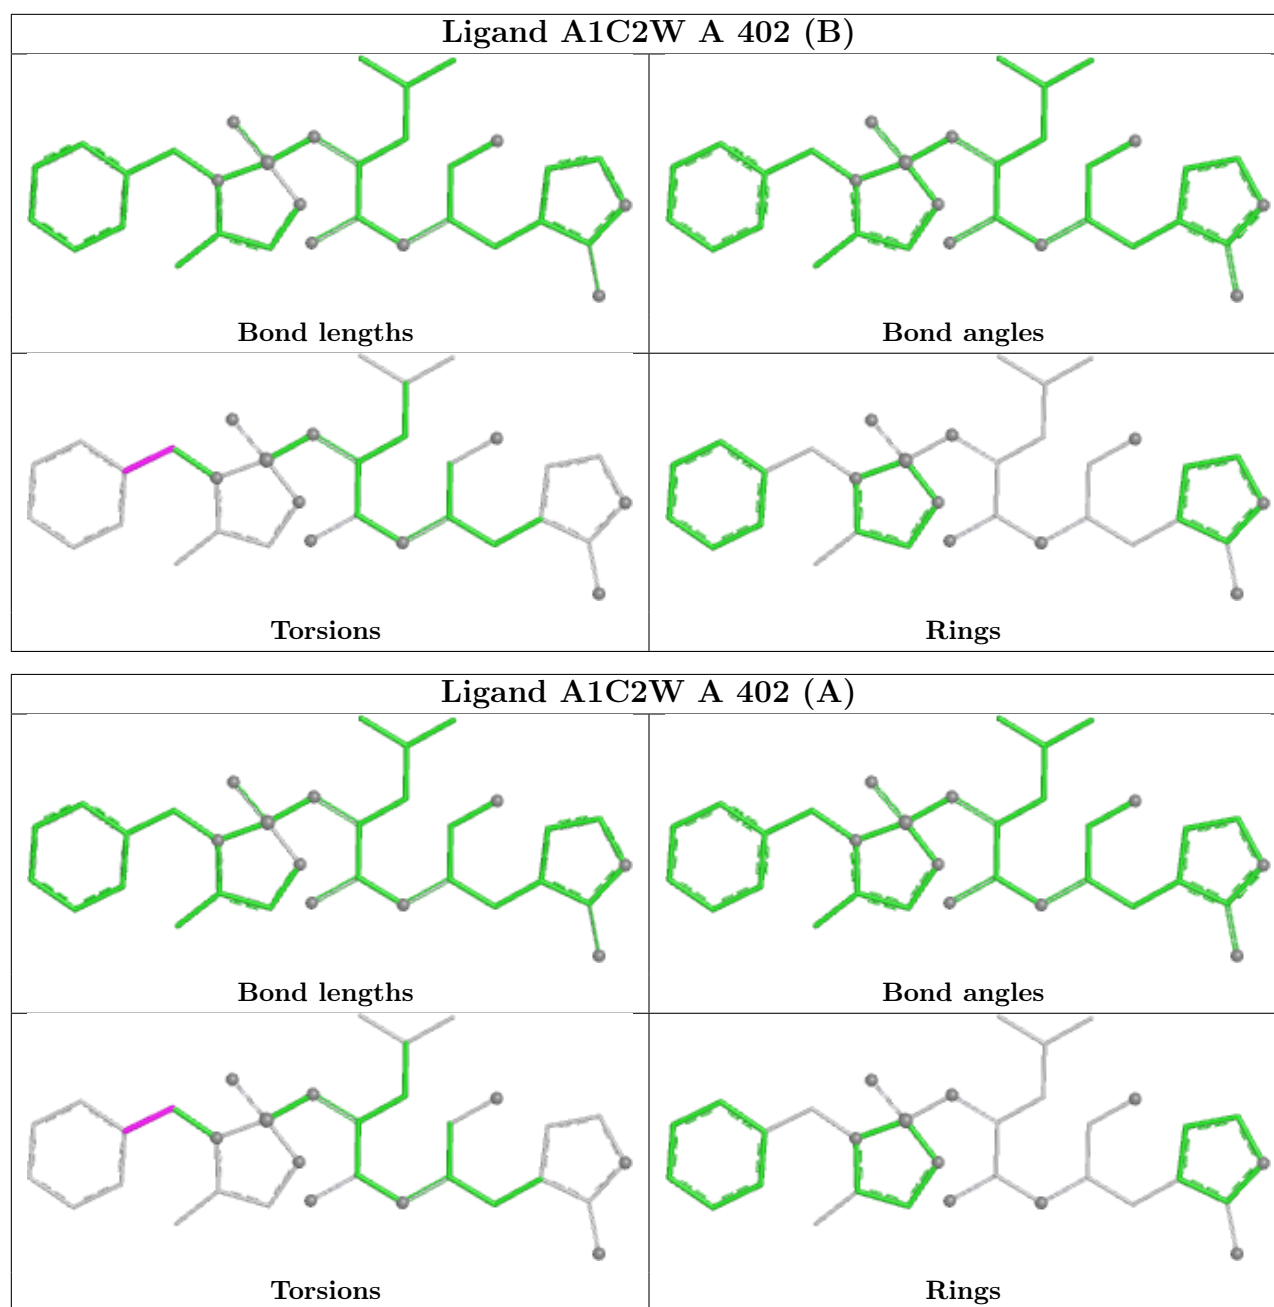 Ligand A1C2W A 402 (B)
Bond lengths
Bond angles
Torsions
Rings
Ligand A1C2W A 402 (A)
Bond lengths
Bond angles
Torsions
Rings